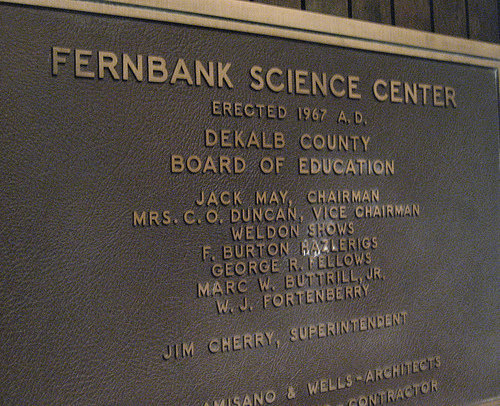 FERNBANK SCIENCE CENTER
ERECTED 1967 A.D.
DEKALB COUNTY
BOARD OF EDUCATION
JACK MAY, CHAIRMAN
MRS. C. O. DUNCAN, VICE CHAIRMAN
WELDON SHOWS
F. BURTON HAZLERIGS
GEORGE R. FELLOWS
MARC W. BUTTRILL, JR.
W. J. FORTENBERRY
JIM CHERRY, SUPERINTENDENT
AMISANO & WELLS-ARCHITECTS
CONTRACTOR